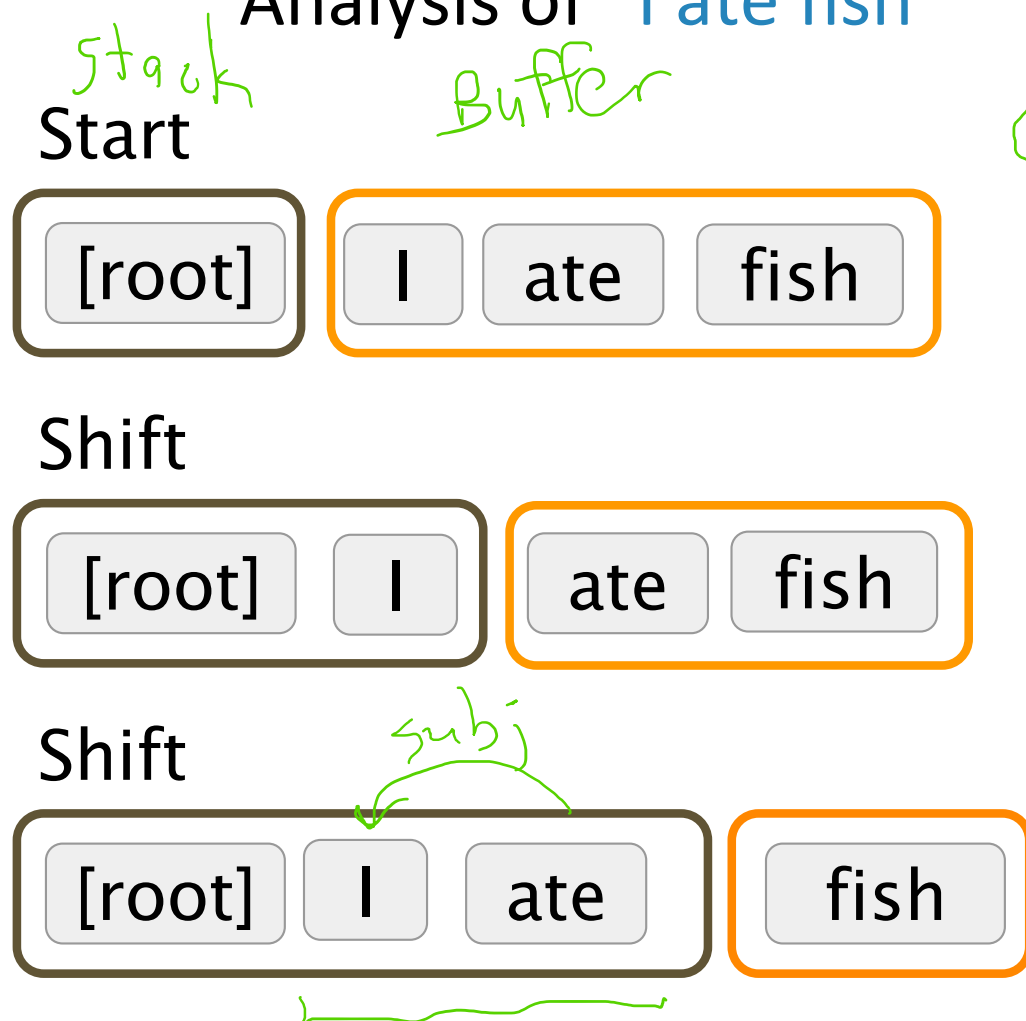 Analysis of "I ate fish"
Stack Buffer
Start
[root] I ate fish
Shift
[root] I ate fish
subj
Shift
[root] I ate fish